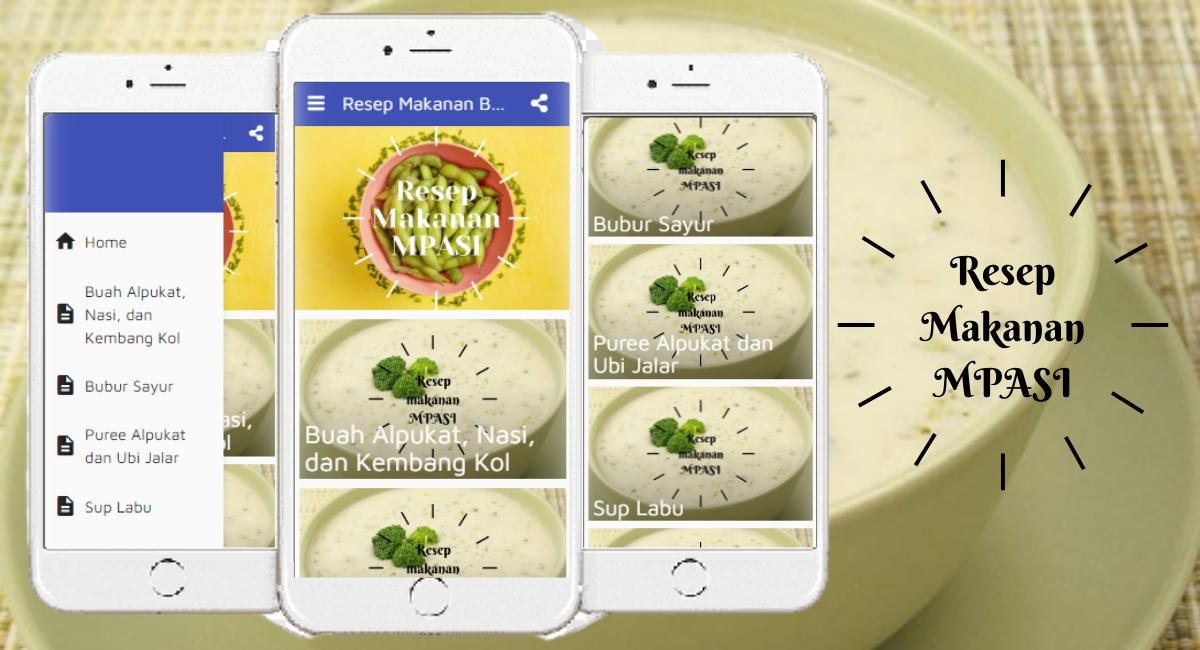 Home
Buah Alpukat,
Nasi, dan
Kembang Kol
Bubur Sayur
Puree Alpukat
dan Ubi Jalar
Sup Labu
Resep Makanan B...
Resep
Makanan
MPASI
Resep
makanan
MPASI
Buah Alpukat, Nasi,
dan Kembang Kol
Resep
makanan
Resep
makanan
MPASI
Bubur Sayur
Resep
makanan
MPASI
Puree Alpukat dan
Ubi Jalar
Resep
makanan
MPASI
Sup Labu
Resep
Makanan
MPASI